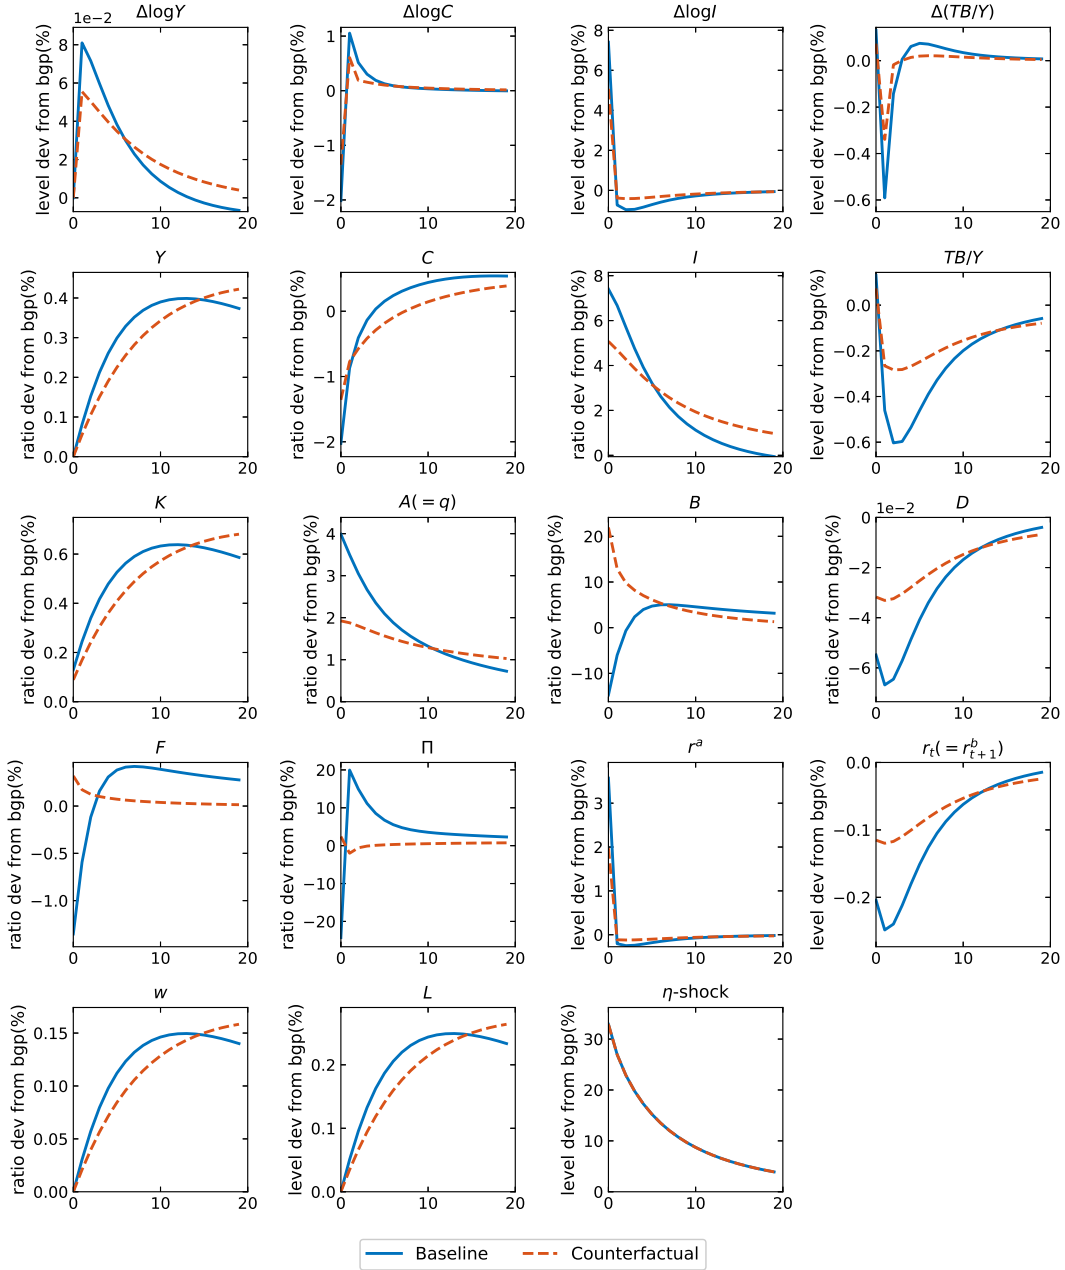 ΔlogY
1e−2
level dev from bgp(%)
8
6
4
2
0
0 10 20
ΔlogC
level dev from bgp(%)
1
0
−1
−2
0 10 20
ΔlogI
level dev from bgp(%)
8
6
4
2
0
0 10 20
Δ(TB/Y)
level dev from bgp(%)
0.0
−0.2
−0.4
−0.6
0 10 20
Y
ratio dev from bgp(%)
0.4
0.3
0.2
0.1
0.0
0 10 20
C
ratio dev from bgp(%)
0
−1
−2
0 10 20
I
ratio dev from bgp(%)
8
6
4
2
0
0 10 20
TB/Y
level dev from bgp(%)
0.0
−0.2
−0.4
−0.6
0 10 20
K
ratio dev from bgp(%)
0.6
0.4
0.2
0.0
0 10 20
A(=q)
ratio dev from bgp(%)
4
3
2
1
0
0 10 20
B
ratio dev from bgp(%)
20
10
0
−10
0 10 20
D
1e−2
ratio dev from bgp(%)
0
−2
−4
−6
0 10 20
F
ratio dev from bgp(%)
0.0
−0.5
−1.0
0 10 20
Π
ratio dev from bgp(%)
20
10
0
−10
−20
0 10 20
r^a
level dev from bgp(%)
3
2
1
0
0 10 20
r_t(=r^b_{t+1})
level dev from bgp(%)
0.0
−0.1
−0.2
0 10 20
w
ratio dev from bgp(%)
0.15
0.10
0.05
0.00
0 10 20
L
level dev from bgp(%)
0.2
0.1
0.0
0 10 20
η-shock
level dev from bgp(%)
30
20
10
0
0 10 20
Baseline Counterfactual